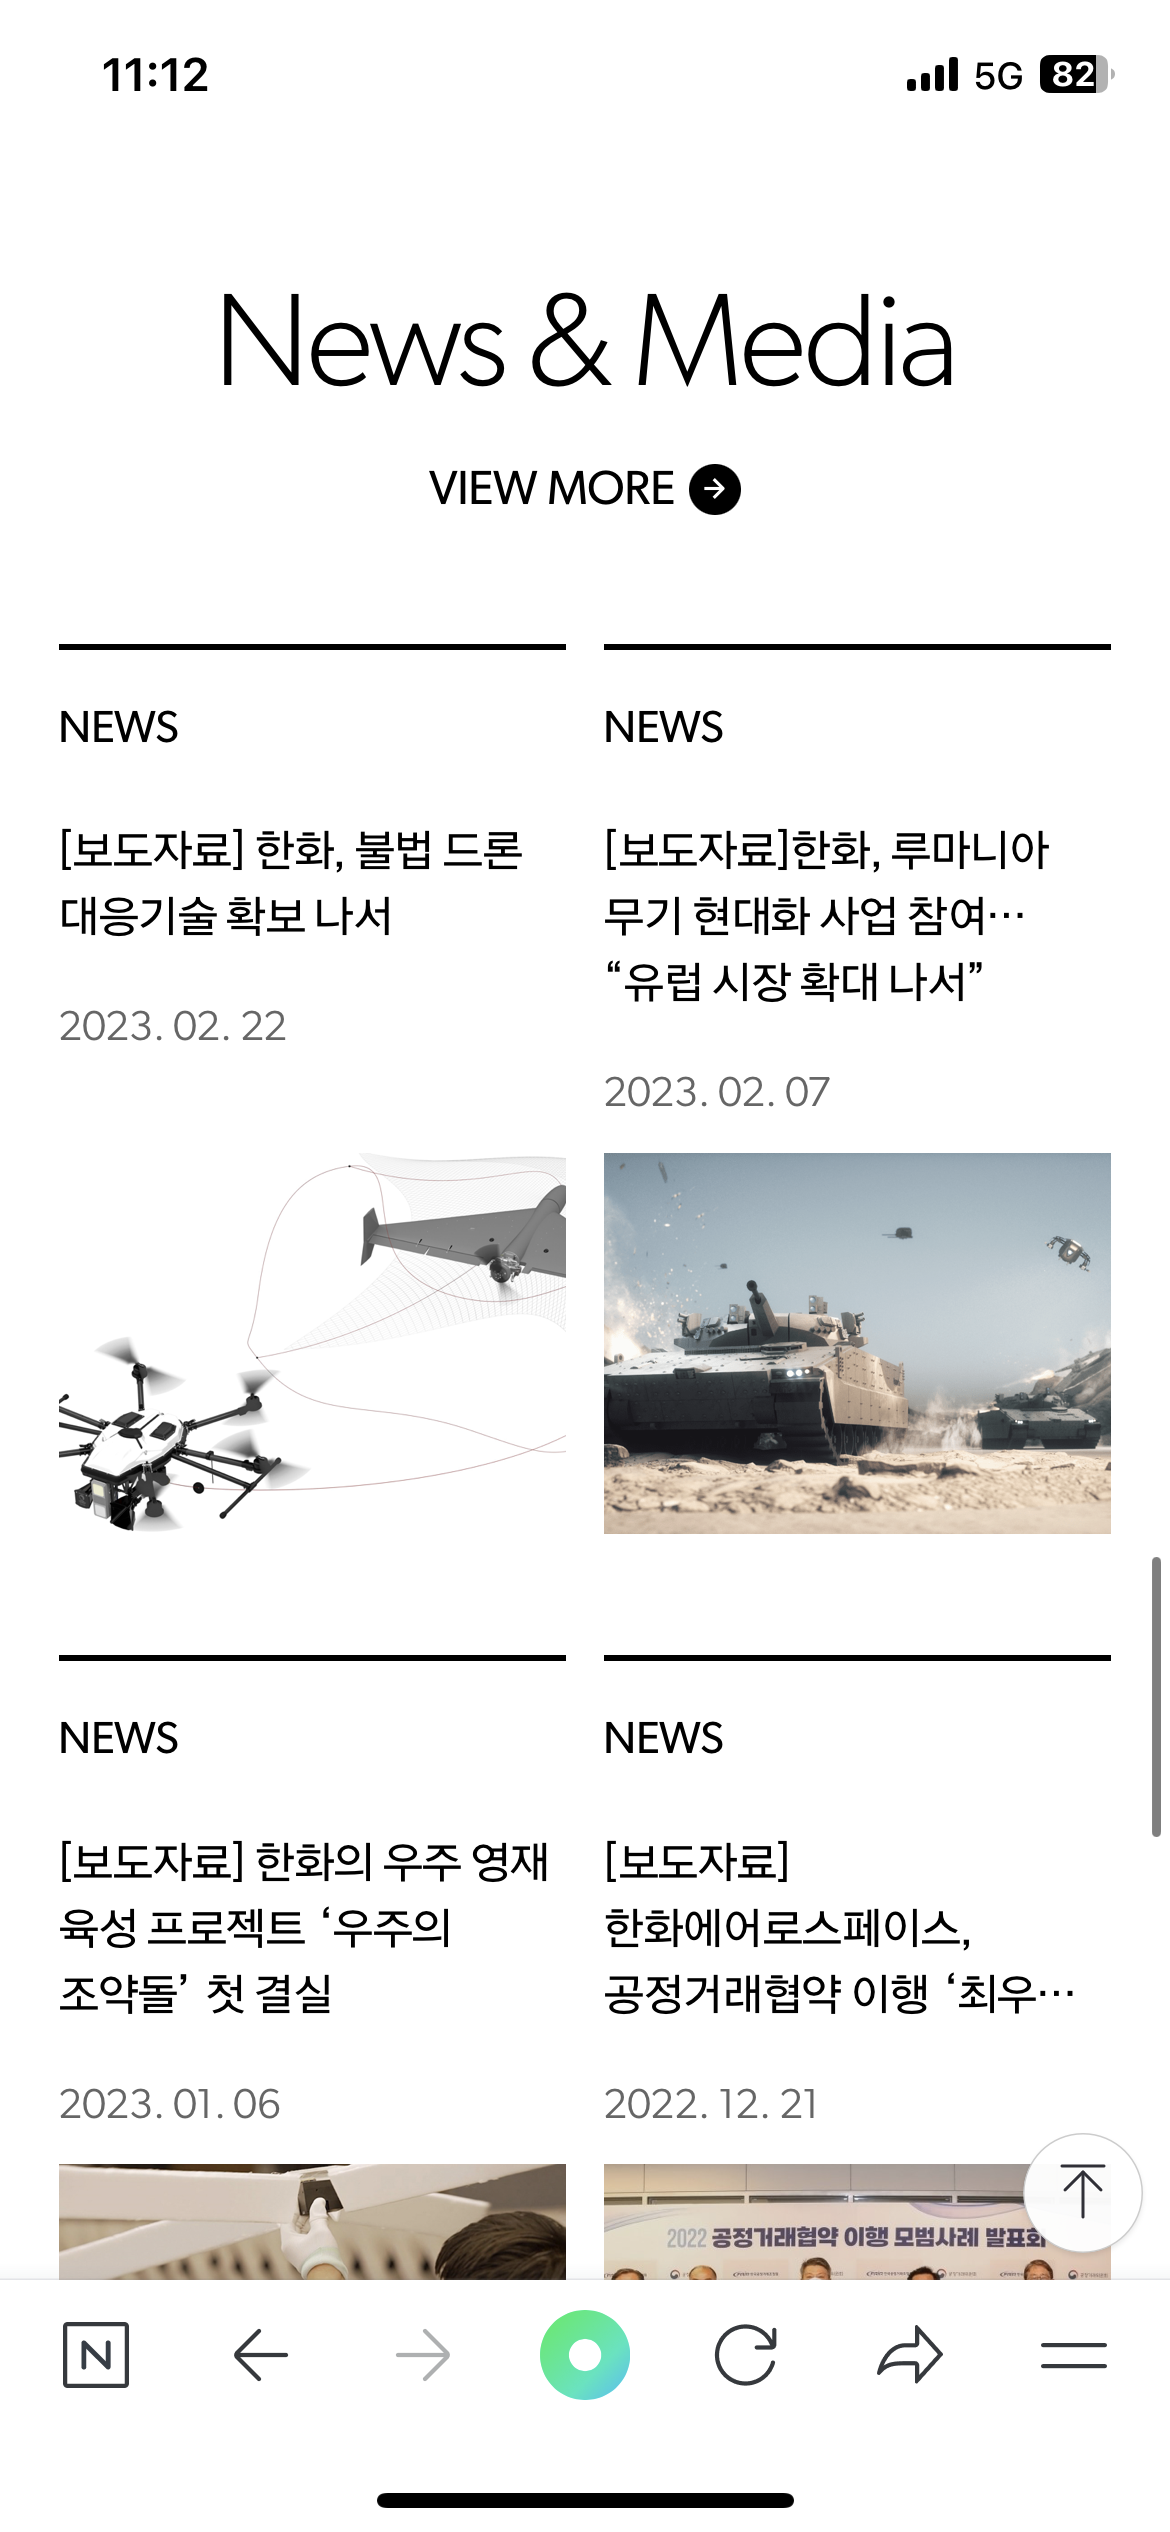 11:12
5G
82
News & Media
VIEW MORE
NEWS
[보도자료] 한화, 불법 드론
대응기술 확보 나서
2023. 02. 22
NEWS
[보도자료]한화, 루마니아
무기 현대화 사업 참여…
“유럽 시장 확대 나서”
2023. 02. 07
NEWS
[보도자료] 한화의 우주 영재
육성 프로젝트 ‘우주의
조약돌’ 첫 결실
2023. 01. 06
NEWS
[보도자료]
한화에어로스페이스,
공정거래협약 이행 ‘최우…
2022. 12. 21
2022 공정거래협약 이행 모범사례 발표회
N